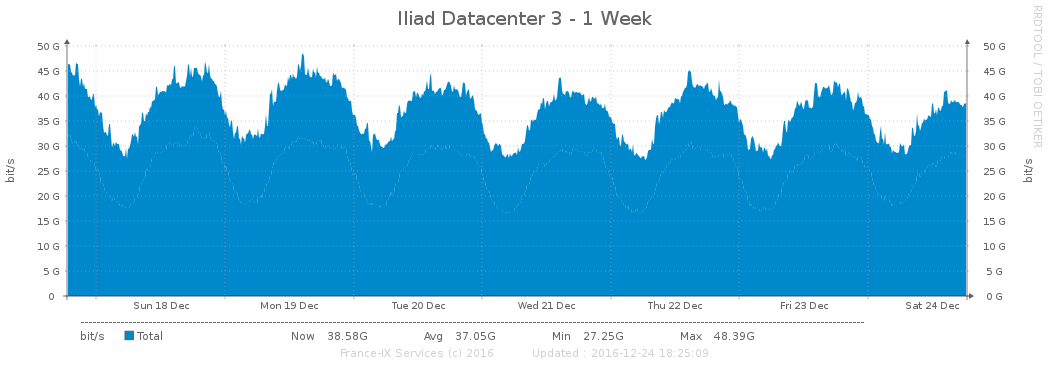 Iliad Datacenter 3 - 1 Week
RRDTOOL / TOBI OETIKER
bit/s
50 G
45 G
40 G
35 G
30 G
25 G
20 G
15 G
10 G
5 G
0
50 G
45 G
40 G
35 G
30 G
25 G
20 G
15 G
10 G
5 G
0 G
bit/s
Sun 18 Dec Mon 19 Dec Tue 20 Dec Wed 21 Dec Thu 22 Dec Fri 23 Dec Sat 24 Dec
bit/s Total Now 38.58G Avg 37.05G Min 27.25G Max 48.39G
France-IX Services (c) 2016 Updated : 2016-12-24 18:25:09